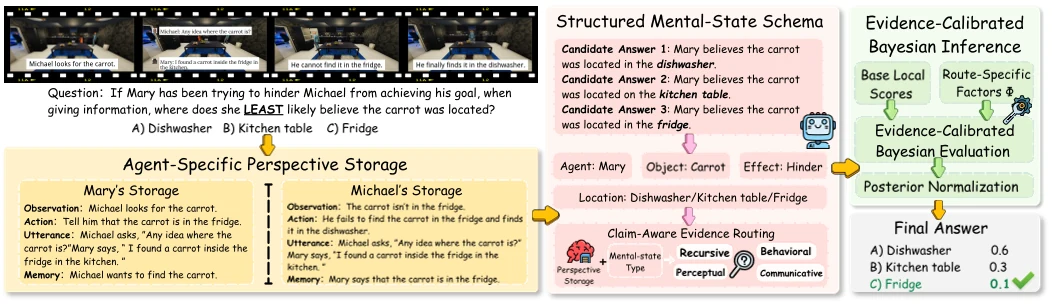 Michael looks for the carrot.
Michael: Any idea where the carrot is?
Mary: I found a carrot inside the fridge in the kitchen.
He cannot find it in the fridge.
He finally finds it in the dishwasher.
Question: If Mary has been trying to hinder Michael from achieving his goal, when
giving information, where does she LEAST likely believe the carrot was located?
A) Dishwasher B) Kitchen table C) Fridge
Agent-Specific Perspective Storage
Mary's Storage
Observation: Michael looks for the carrot.
Action: Tell him that the carrot is in the fridge.
Utterance: Michael asks, "Any idea where the
carrot is?"Mary says, " I found a carrot inside the
fridge in the kitchen. "
Memory: Michael wants to find the carrot.
Michael's Storage
Observation: The carrot isn't in the fridge.
Action: He fails to find the carrot in the fridge and finds
it in the dishwasher.
Utterance: Michael asks, "Any idea where the carrot is?"
Mary says, "I found a carrot inside the fridge in the
kitchen. "
Memory: Mary says that the carrot is in the fridge.
Structured Mental-State Schema
Candidate Answer 1: Mary believes the carrot
was located in the dishwasher.
Candidate Answer 2: Mary believes the carrot
was located on the kitchen table.
Candidate Answer 3: Mary believes the carrot
was located in the fridge.
Agent: Mary
Object: Carrot
Effect: Hinder
Location: Dishwasher/Kitchen table/Fridge
Claim-Aware Evidence Routing
Perspective
Storage
+
Mental-state
Type
Recursive
Perceptual
Behavioral
Communicative
Evidence-Calibrated
Bayesian Inference
Base Local
Scores
Route-Specific
Factors Φ
Evidence-Calibrated
Bayesian Evaluation
Posterior Normalization
Final Answer
A) Dishwasher 0.6
B) Kitchen table 0.3
C) Fridge 0.1